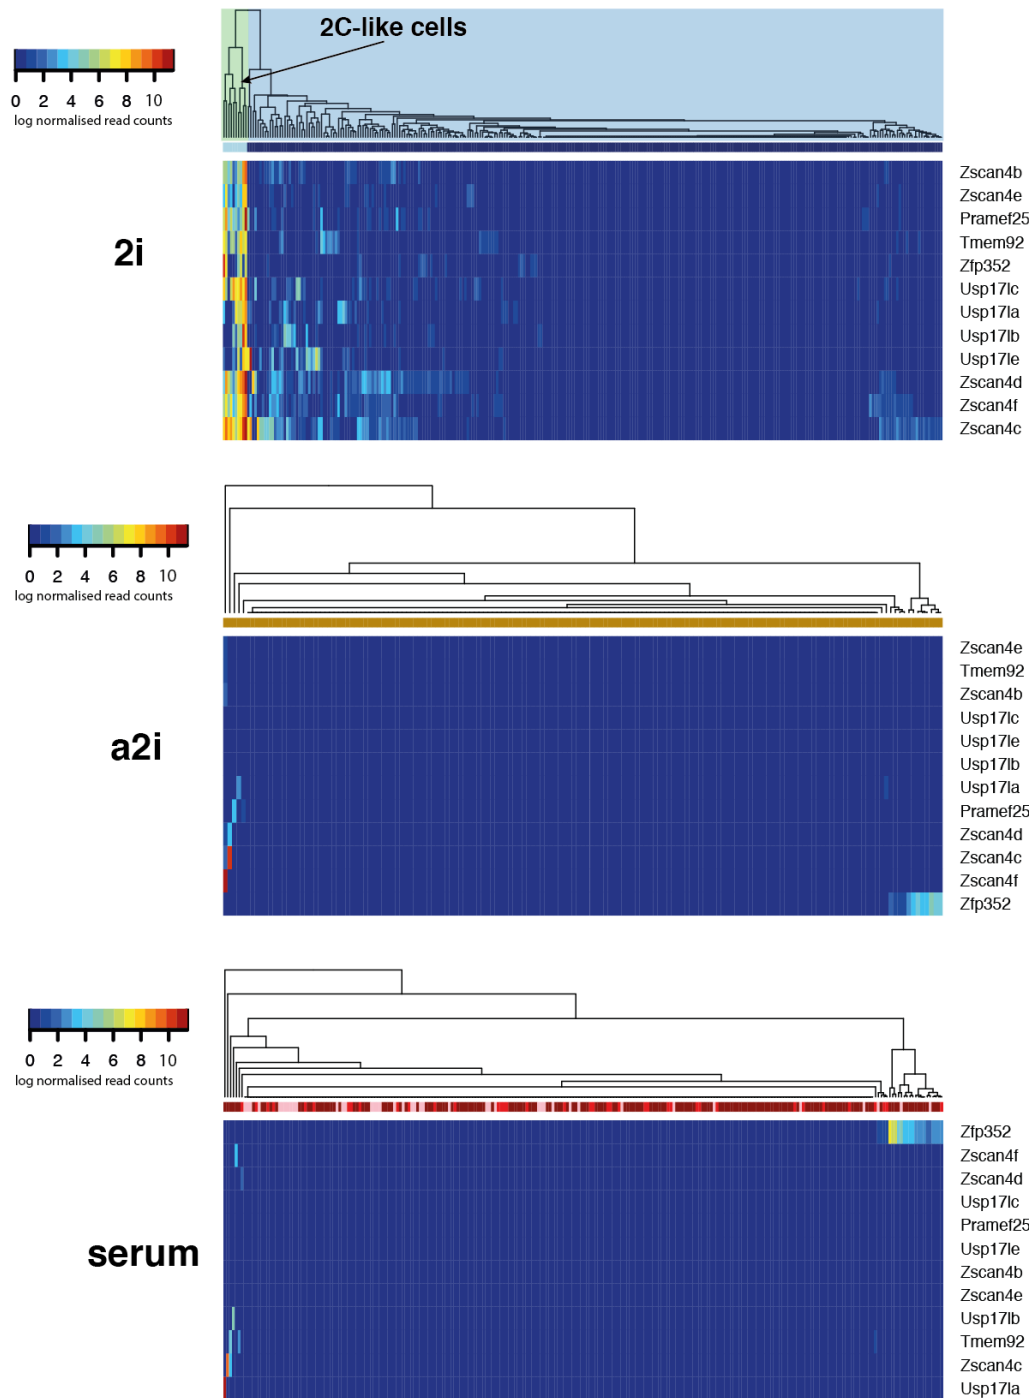 2C-like cells
0 2 4 6 8 10
log normalised read counts
2i
Zscan4b
Zscan4e
Pramef25
Tmem92
Zfp352
Usp17lc
Usp17la
Usp17lb
Usp17le
Zscan4d
Zscan4f
Zscan4c
0 2 4 6 8 10
log normalised read counts
a2i
Zscan4e
Tmem92
Zscan4b
Usp17lc
Usp17le
Usp17lb
Usp17la
Pramef25
Zscan4d
Zscan4c
Zscan4f
Zfp352
0 2 4 6 8 10
log normalised read counts
serum
Zfp352
Zscan4f
Zscan4d
Usp17lc
Pramef25
Usp17le
Zscan4b
Zscan4e
Usp17lb
Tmem92
Zscan4c
Usp17la